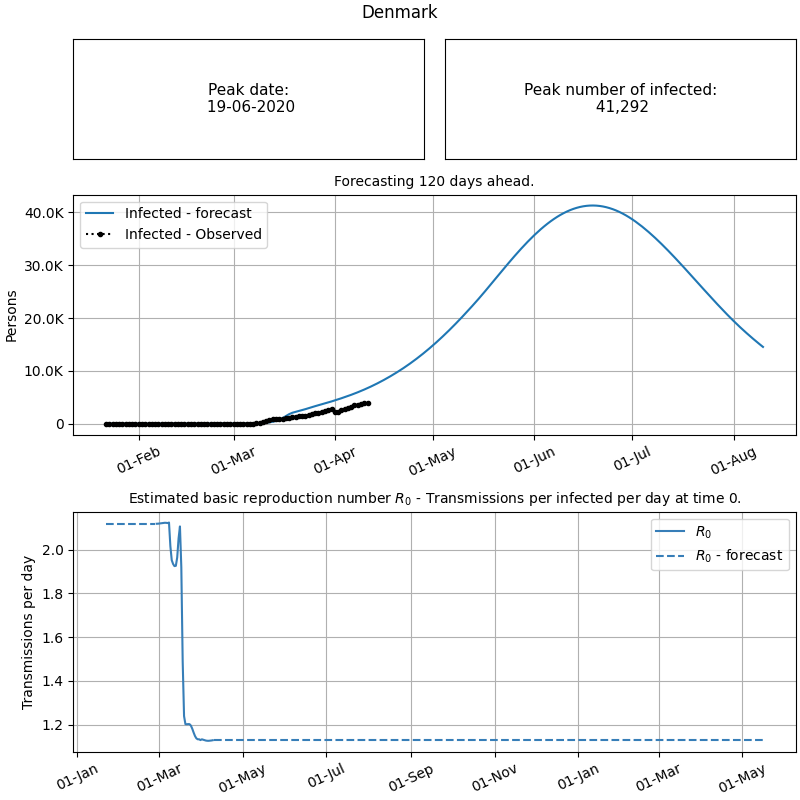 Denmark
Peak date:
19-06-2020
Peak number of infected:
41,292
Forecasting 120 days ahead.
Infected - forecast
Infected - Observed
40.0K
30.0K
20.0K
10.0K
0
Persons
01-Feb
01-Mar
01-Apr
01-May
01-Jun
01-Jul
01-Aug
Estimated basic reproduction number R₀ - Transmissions per infected per day at time 0.
R₀
R₀ - forecast
2.0
1.8
1.6
1.4
1.2
Transmissions per day
01-Jan
01-Mar
01-May
01-Jul
01-Sep
01-Nov
01-Jan
01-Mar
01-May